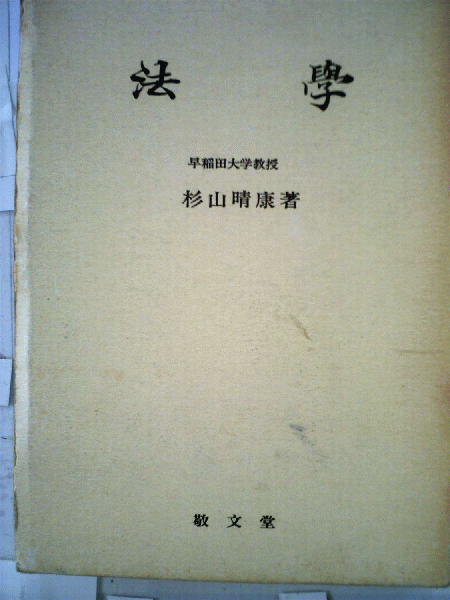 法學
早稲田大学教授
杉山晴康著
敬文堂